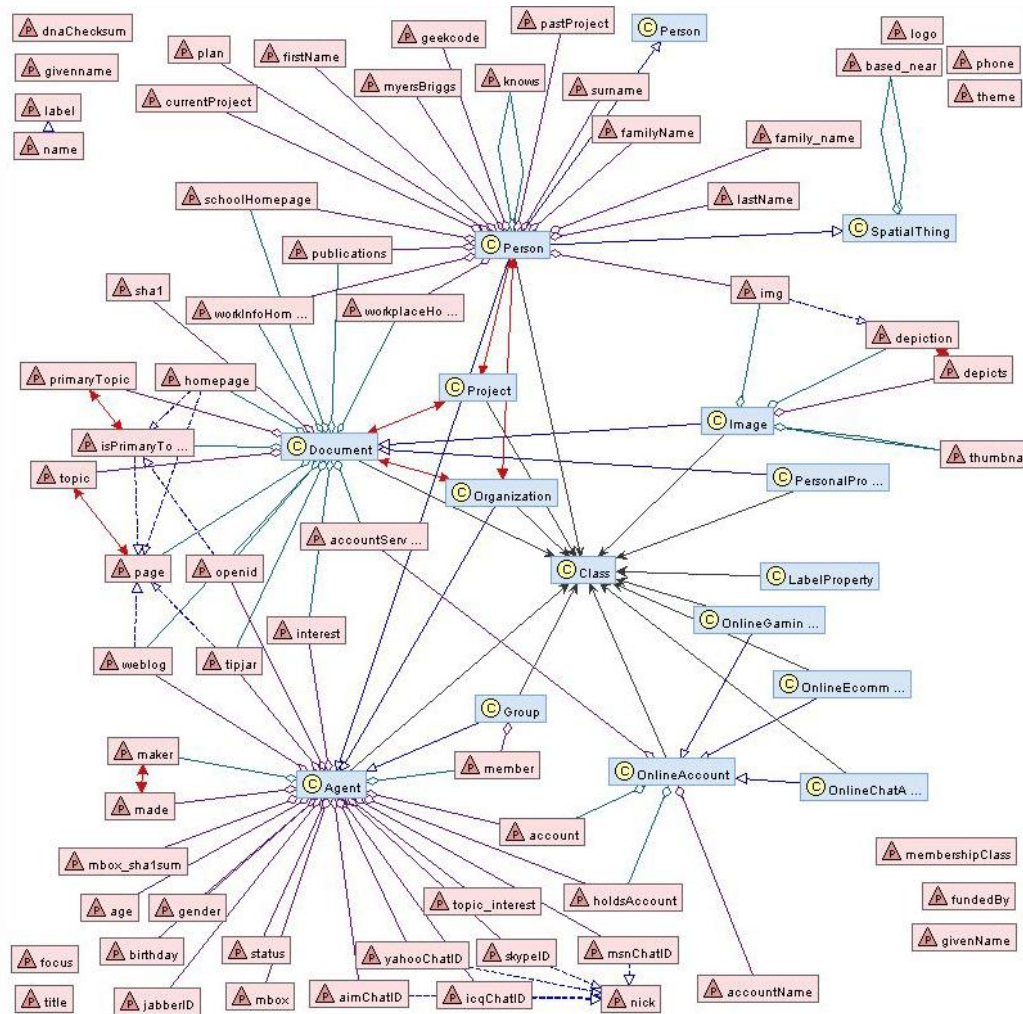 dnaChecksum
givenname
label
name
plan
firstName
geekcode
pastProject
Person
logo
based_near
phone
theme
currentProject
myersBriggs
knows
surname
familyName
family_name
schoolHomepage
lastName
publications
Person
SpatialThing
sha1
workInfoHom ...
workplaceHo ...
img
depiction
depicts
primaryTopic
homepage
Project
isPrimaryTo ...
Document
Image
thumbna
topic
PersonalPro ...
Organization
accountServ ...
page
openid
Class
LabelProperty
OnlineGamin ...
interest
weblog
tipjar
OnlineEcomm ...
Group
maker
member
OnlineAccount
Agent
OnlineChatA ...
made
account
mbox_sha1sum
membershipClass
age
gender
topic_interest
holdsAccount
fundedBy
birthday
status
yahooChatID
skypeID
msnChatID
givenName
focus
title
jabberID
mbox
aimChatID
icqChatID
nick
accountName
P
C